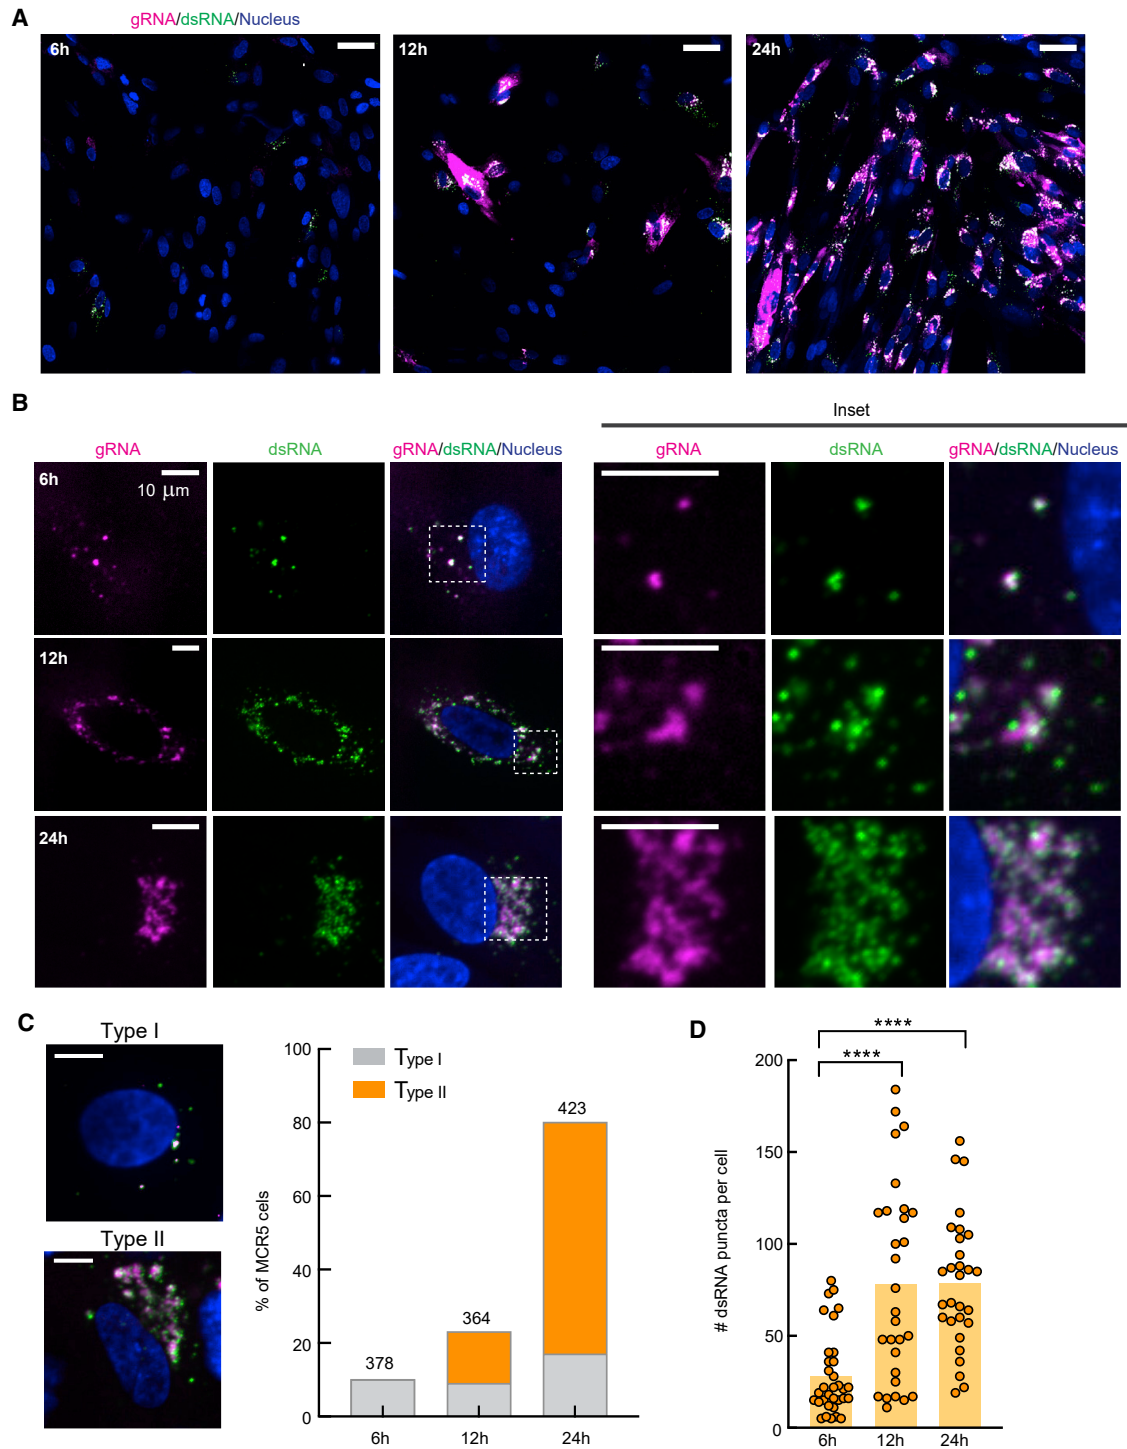 A
gRNA/dsRNA/Nucleus
6h
12h
24h
B
Inset
gRNA
dsRNA
gRNA/dsRNA/Nucleus
gRNA
dsRNA
gRNA/dsRNA/Nucleus
6h
10 μm
12h
24h
C
Type I
Type II
% of MCR5 cels
100
80
60
40
20
0
Type I
Type II
378
364
423
6h
12h
24h
D
****
****
# dsRNA puncta per cell
200
150
100
50
0
6h
12h
24h